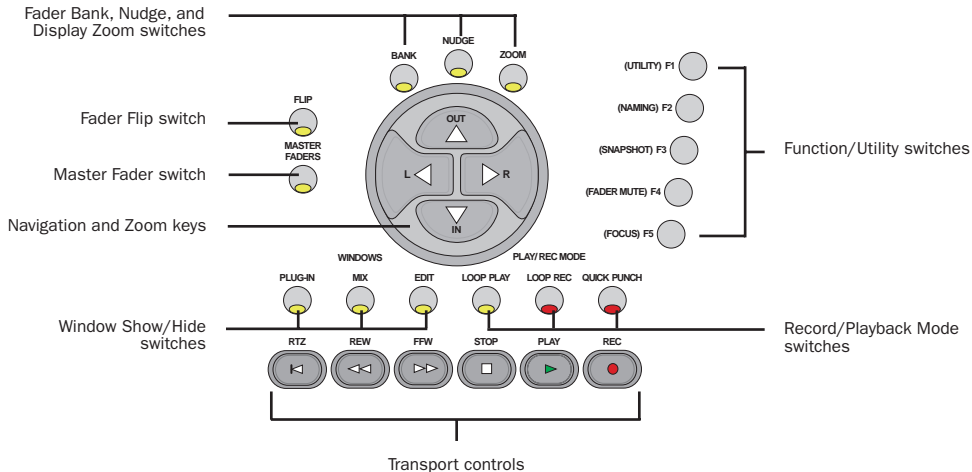 Fader Bank, Nudge, and
Display Zoom switches
BANK
NUDGE
ZOOM
(UTILITY) F1
(NAMING) F2
(SNAPSHOT) F3
(FADER MUTE) F4
(FOCUS) F5
Function/Utility switches
Fader Flip switch
FLIP
Master Fader switch
MASTER
FADERS
OUT
L
R
IN
Navigation and Zoom keys
WINDOWS
PLAY/REC MODE
PLUG-IN
MIX
EDIT
LOOP PLAY
LOOP REC
QUICK PUNCH
Window Show/Hide
switches
Record/Playback Mode
switches
RTZ
REW
FFW
STOP
PLAY
REC
Transport controls